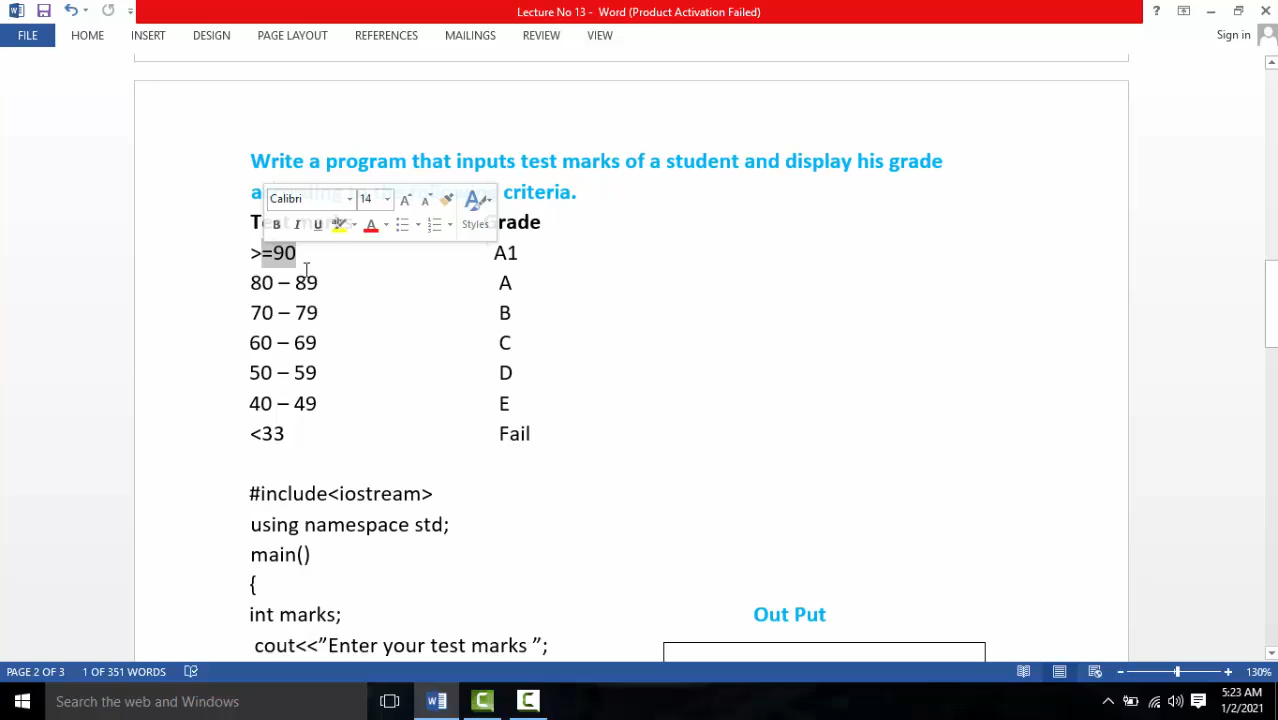 Lecture No 13 - Word (Product Activation Failed)
FILE HOME INSERT DESIGN PAGE LAYOUT REFERENCES MAILINGS REVIEW VIEW Sign in
Write a program that inputs test marks of a student and display his grade
criteria.
Calibri 14
Styles
B I U
Grade
>=90 A1
80 – 89 A
70 – 79 B
60 – 69 C
50 – 59 D
40 – 49 E
<33 Fail
#include<iostream>
using namespace std;
main()
{
int marks;
Out Put
cout<<”Enter your test marks ”;
PAGE 2 OF 3 1 OF 351 WORDS 130%
Search the web and Windows
5:23 AM
1/2/2021